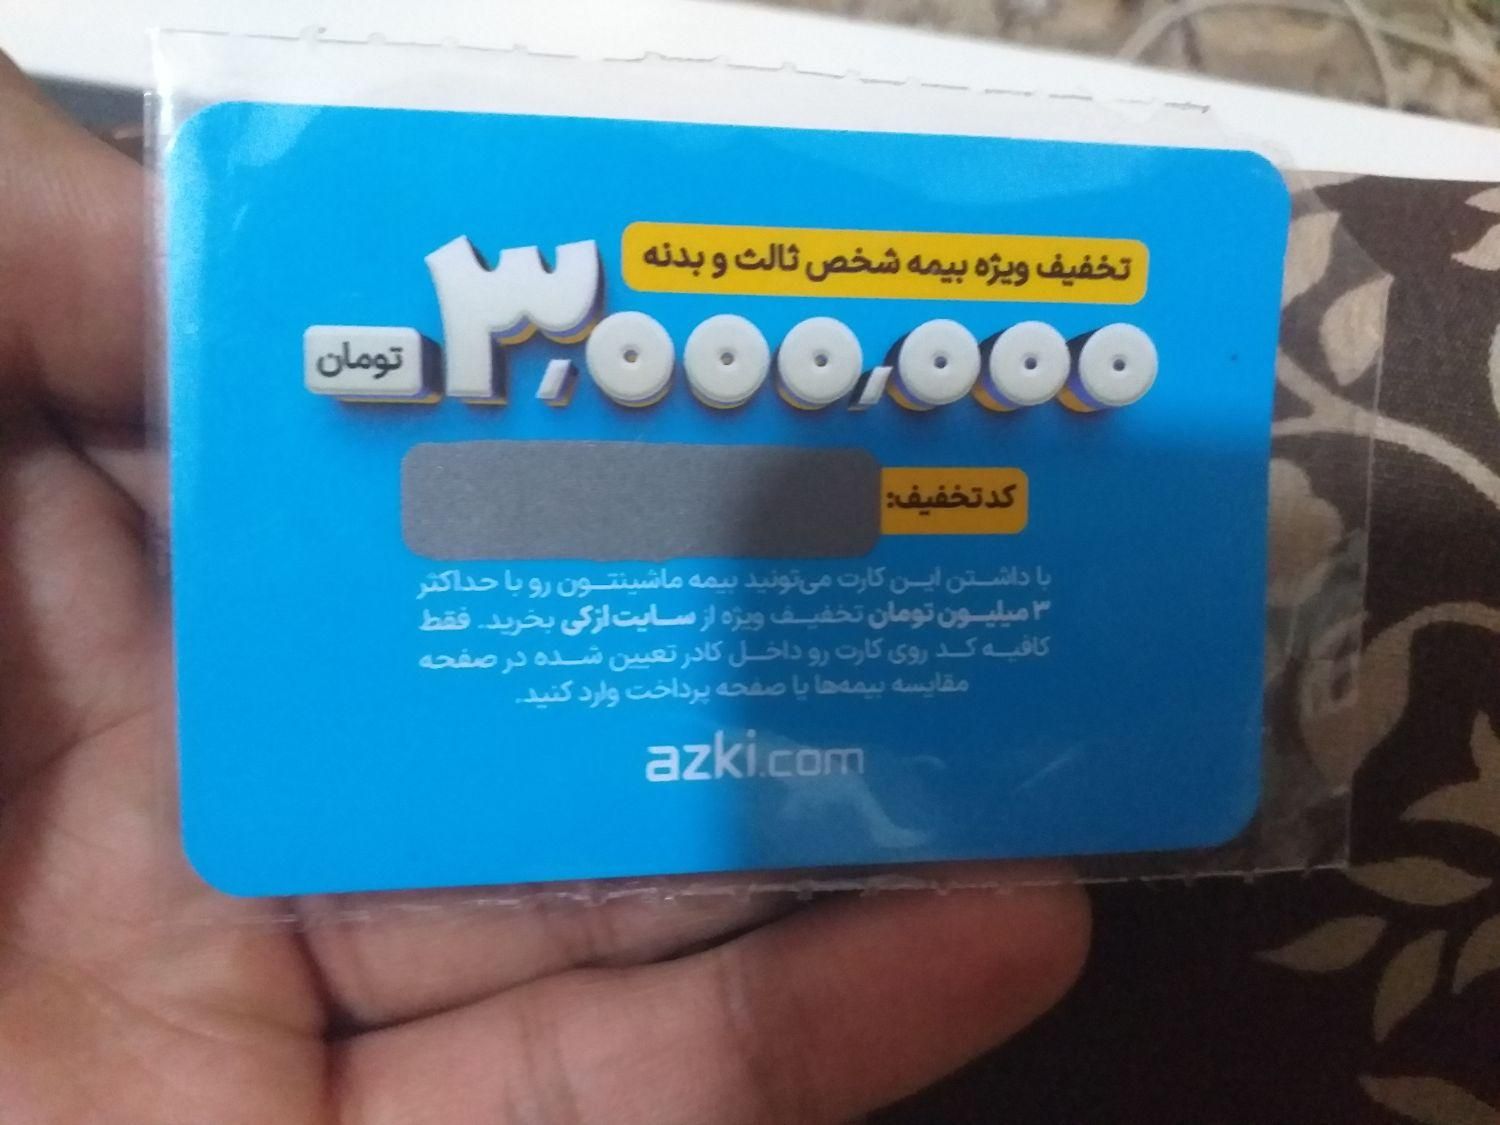 تخفیف ویژه بیمه شخص ثالث و بدنه
۳,۰۰۰,۰۰۰ تومان
کد تخفیف:
با داشتن این کارت می‌تونید بیمه ماشینتون رو با حداکثر
۳ میلیون تومان تخفیف ویژه از سایت ازکی بخرید. فقط
کافیه کد روی کارت رو داخل کادر تعیین شده در صفحه
مقایسه بیمه‌ها یا صفحه پرداخت وارد کنید.
azki.com